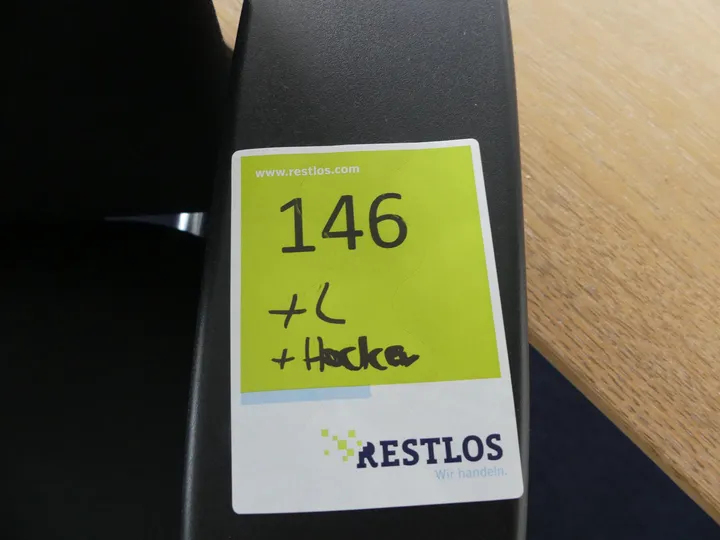 www.restlos.com
146
+ L
+ Hocker
RESTLOS
Wir handeln.